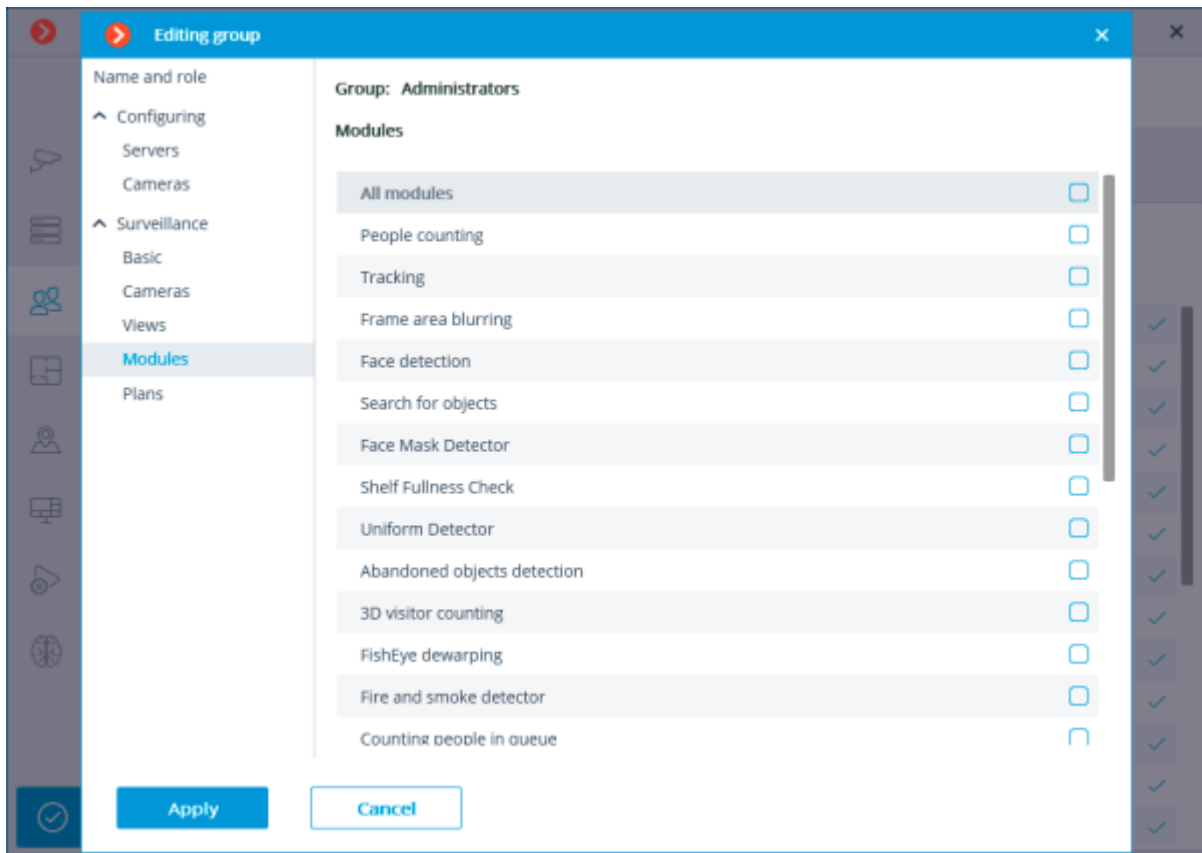 Editing group
Name and role
Configuring
Servers
Cameras
Surveillance
Basic
Cameras
Views
Modules
Plans
Group: Administrators
Modules
All modules
People counting
Tracking
Frame area blurring
Face detection
Search for objects
Face Mask Detector
Shelf Fullness Check
Uniform Detector
Abandoned objects detection
3D visitor counting
FishEye dewarping
Fire and smoke detector
Counting people in queue
Apply
Cancel